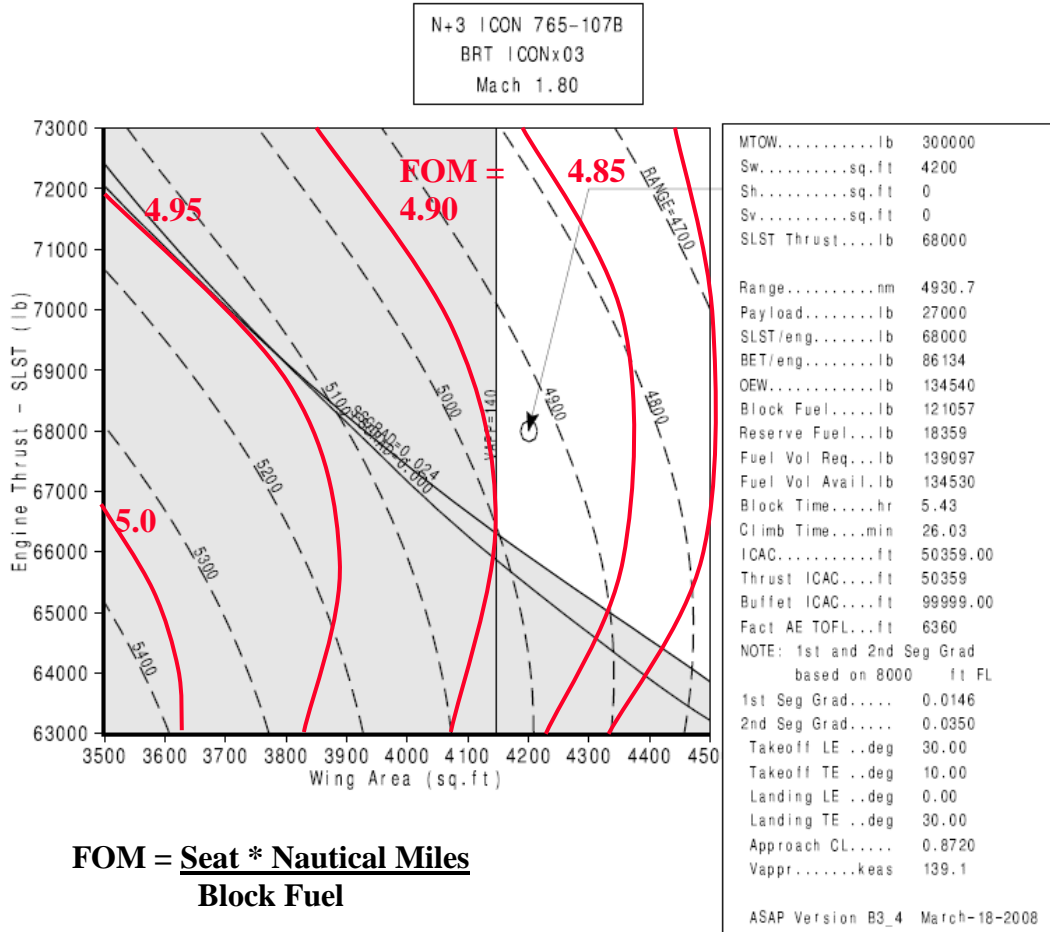 N+3 ICON 765-107B
BRT ICONx03
Mach 1.80
73000
72000
71000
70000
69000
68000
67000
66000
65000
64000
63000
Engine Thrust - SLST (lb)
3500 3600 3700 3800 3900 4000 4100 4200 4300 4400 4500
Wing Area (sq.ft)
FOM =
4.90
4.85
4.95
5.0
RANGE=4700
4800
4900
5000
5100
5200
5300
5400
SSGRAD=0.024
=140
MTOW...........lb 300000
Sw..........sq.ft 4200
Sh..........sq.ft 0
Sv..........sq.ft 0
SLST Thrust....lb 68000
Range..........nm 4930.7
Payload........lb 27000
SLST/eng.......lb 68000
BET/eng........lb 86134
OEW............lb 134540
Block Fuel.....lb 121057
Reserve Fuel...lb 18359
Fuel Vol Req...lb 139097
Fuel Vol Avail.lb 134530
Block Time.....hr 5.43
Climb Time....min 26.03
ICAC...........ft 50359.00
Thrust ICAC....ft 50359
Buffet ICAC....ft 99999.00
Fact AE TOFL...ft 6360
NOTE: 1st and 2nd Seg Grad
based on 8000 ft FL
1st Seg Grad..... 0.0146
2nd Seg Grad..... 0.0350
Takeoff LE ..deg 30.00
Takeoff TE ..deg 10.00
Landing LE ..deg 0.00
Landing TE ..deg 30.00
Approach CL..... 0.8720
Vappr.......keas 139.1
ASAP Version B3_4 March-18-2008
FOM = Seat * Nautical Miles
Block Fuel